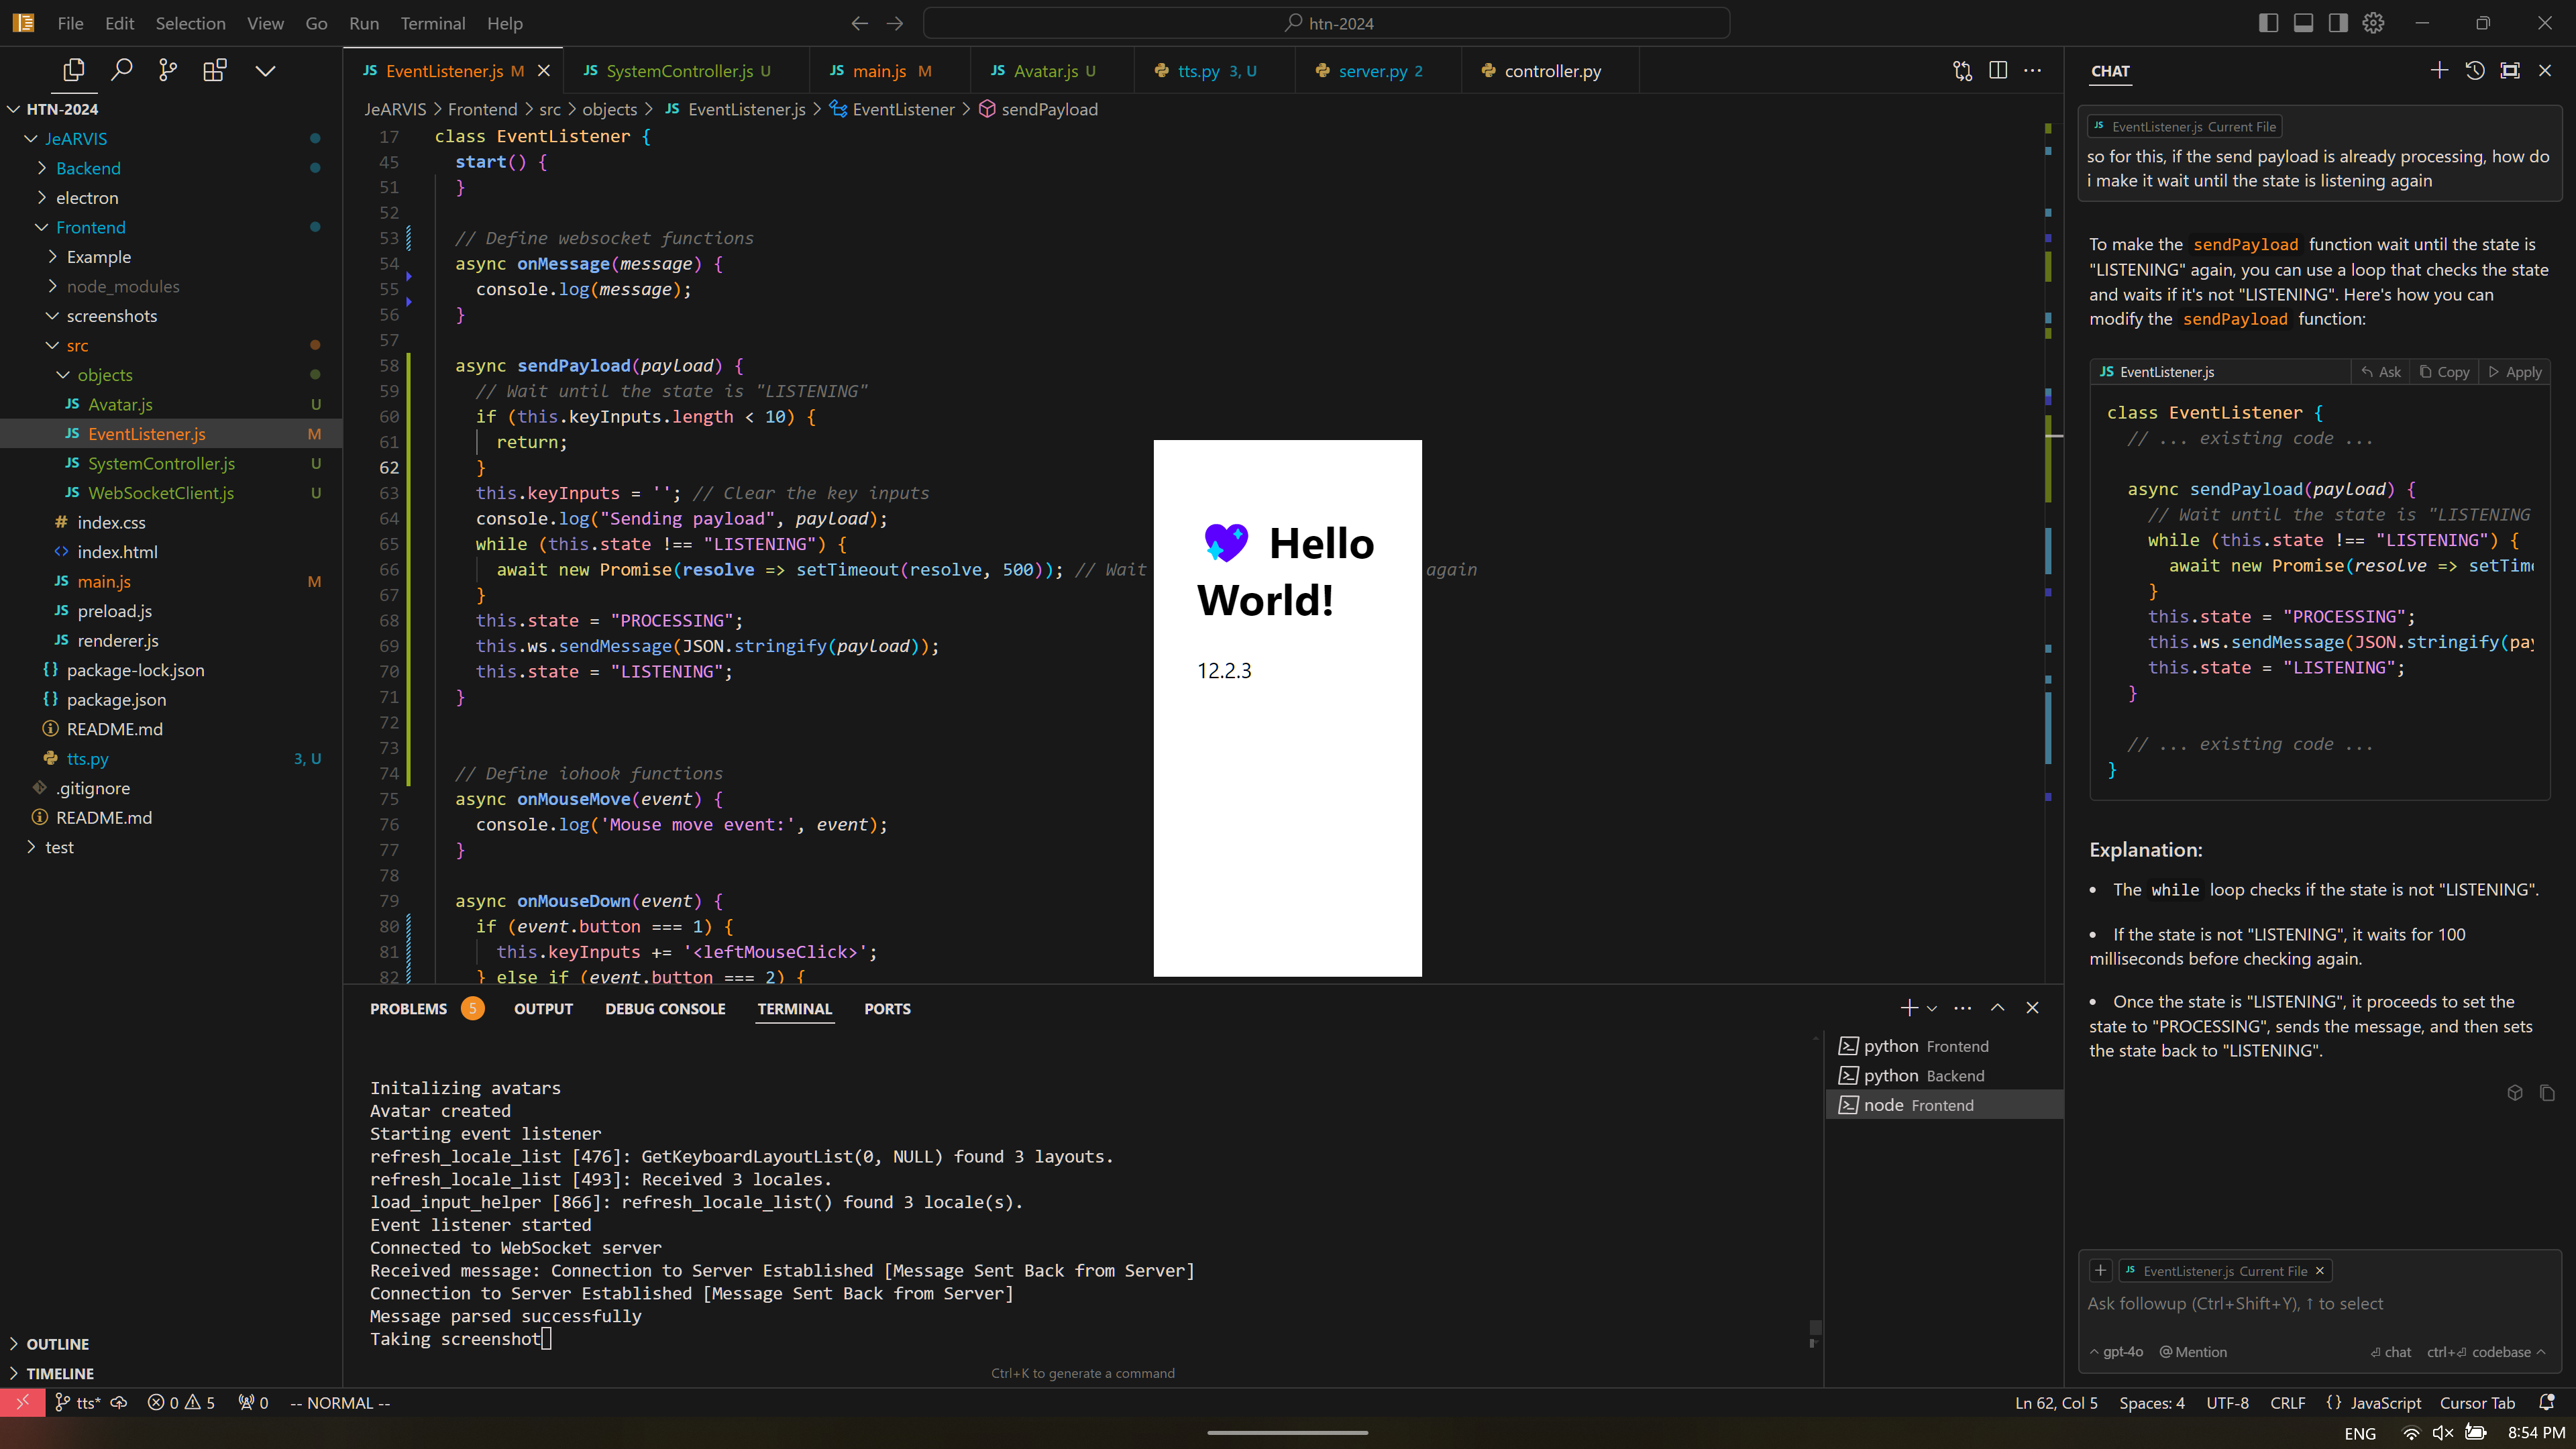 File Edit Selection View Go Run Terminal Help
htn-2024
EventListener.js M
SystemController.js U
main.js M
Avatar.js U
tts.py 3, U
server.py 2
controller.py
HTN-2024
JeARVIS
Backend
electron
Frontend
Example
node_modules
screenshots
src
objects
Avatar.js U
EventListener.js M
SystemController.js U
WebSocketClient.js U
index.css
index.html
main.js M
preload.js
renderer.js
package-lock.json
package.json
README.md
tts.py 3, U
.gitignore
README.md
test
OUTLINE
TIMELINE
JeARVIS > Frontend > src > objects > JS EventListener.js > EventListener > sendPayload
17 class EventListener {
45 start() {
51 }
52
53 // Define websocket functions
54 async onMessage(message) {
55 console.log(message);
56 }
57
58 async sendPayload(payload) {
59 // Wait until the state is "LISTENING"
60 if (this.keyInputs.length < 10) {
61 return;
62 }
63 this.keyInputs = ''; // Clear the key inputs
64 console.log("Sending payload", payload);
65 while (this.state !== "LISTENING") {
66 await new Promise(resolve => setTimeout(resolve, 500)); // Wait again
67 }
68 this.state = "PROCESSING";
69 this.ws.sendMessage(JSON.stringify(payload));
70 this.state = "LISTENING";
71 }
72
73
74 // Define iohook functions
75 async onMouseMove(event) {
76 console.log('Mouse move event:', event);
77 }
78
79 async onMouseDown(event) {
80 if (event.button === 1) {
81 this.keyInputs += '<leftMouseClick>';
82 } else if (event.button === 2) {
💜 Hello
World!
12.2.3
PROBLEMS 5 OUTPUT DEBUG CONSOLE TERMINAL PORTS
Initalizing avatars
Avatar created
Starting event listener
refresh_locale_list [476]: GetKeyboardLayoutList(0, NULL) found 3 layouts.
refresh_locale_list [493]: Received 3 locales.
load_input_helper [866]: refresh_locale_list() found 3 locale(s).
Event listener started
Connected to WebSocket server
Received message: Connection to Server Established [Message Sent Back from Server]
Connection to Server Established [Message Sent Back from Server]
Message parsed successfully
Taking screenshot
Ctrl+K to generate a command
python Frontend
python Backend
node Frontend
CHAT
JS EventListener.js Current File
so for this, if the send payload is already processing, how do
i make it wait until the state is listening again
To make the sendPayload function wait until the state is
"LISTENING" again, you can use a loop that checks the state
and waits if it's not "LISTENING". Here's how you can
modify the sendPayload function:
JS EventListener.js Ask Copy Apply
class EventListener {
// ... existing code ...
async sendPayload(payload) {
// Wait until the state is "LISTENING
while (this.state !== "LISTENING") {
await new Promise(resolve => setTim
}
this.state = "PROCESSING";
this.ws.sendMessage(JSON.stringify(pa
this.state = "LISTENING";
}
// ... existing code ...
}
Explanation:
• The while loop checks if the state is not "LISTENING".
• If the state is not "LISTENING", it waits for 100
milliseconds before checking again.
• Once the state is "LISTENING", it proceeds to set the
state to "PROCESSING", sends the message, and then sets
the state back to "LISTENING".
JS EventListener.js Current File
Ask followup (Ctrl+Shift+Y), ↑ to select
gpt-4o @ Mention ⏎ chat ctrl+⏎ codebase
tts* 0 5 0 -- NORMAL --
Ln 62, Col 5 Spaces: 4 UTF-8 CRLF {} JavaScript Cursor Tab
ENG 8:54 PM